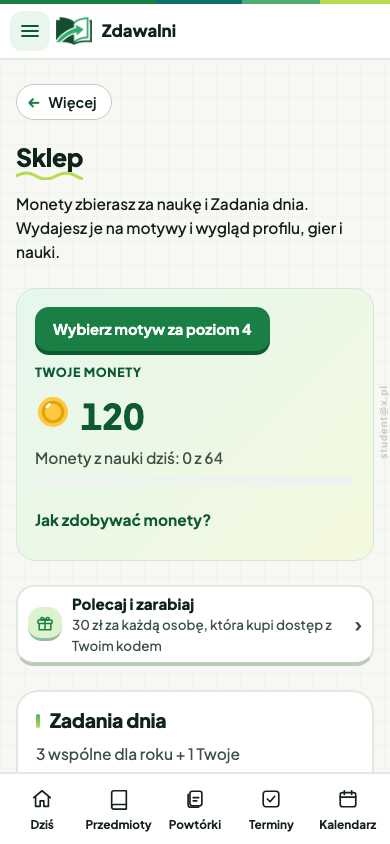 Zdawalni
← Więcej
Sklep
Monety zbierasz za naukę i Zadania dnia.
Wydajesz je na motywy i wygląd profilu, gier i
nauki.
Wybierz motyw za poziom 4
TWOJE MONETY
120
Monety z nauki dziś: 0 z 64
Jak zdobywać monety?
student@x.pl
Polecaj i zarabiaj
30 zł za każdą osobę, która kupi dostęp z
Twoim kodem
Zadania dnia
3 wspólne dla roku + 1 Twoje
Dziś Przedmioty Powtórki Terminy Kalendarz